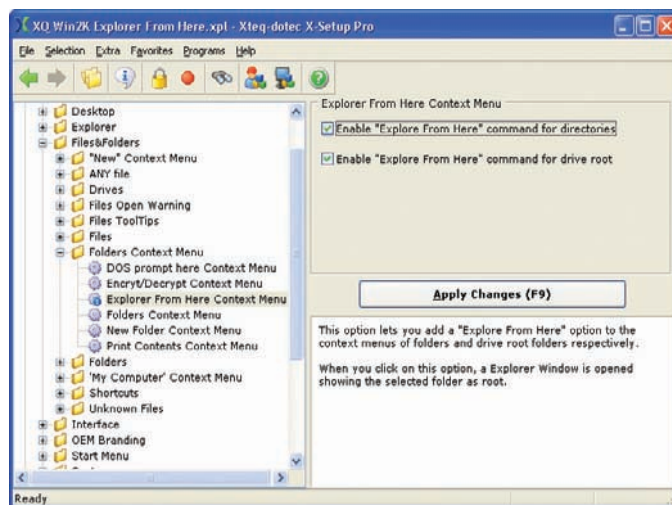 XQ Win2K Explorer From Here.xpl - Xteq-dotec X-Setup Pro
File Selection Extra Favorites Programs Help
Desktop
Explorer
Files&Folders
"New" Context Menu
ANY file
Drives
Files Open Warning
Files ToolTips
Files
Folders Context Menu
DOS prompt here Context Menu
Encryt/Decrypt Context Menu
Explorer From Here Context Menu
Folders Context Menu
New Folder Context Menu
Print Contents Context Menu
Folders
'My Computer' Context Menu
Shortcuts
Unknown Files
Interface
OEM Branding
Start Menu
Explorer From Here Context Menu
Enable "Explore From Here" command for directories
Enable "Explore From Here" command for drive root
Apply Changes (F9)
This option lets you add a "Explore From Here" option to the
context menus of folders and drive root folders respectively.
When you click on this option, a Explorer Window is opened
showing the selected folder as root.
Ready